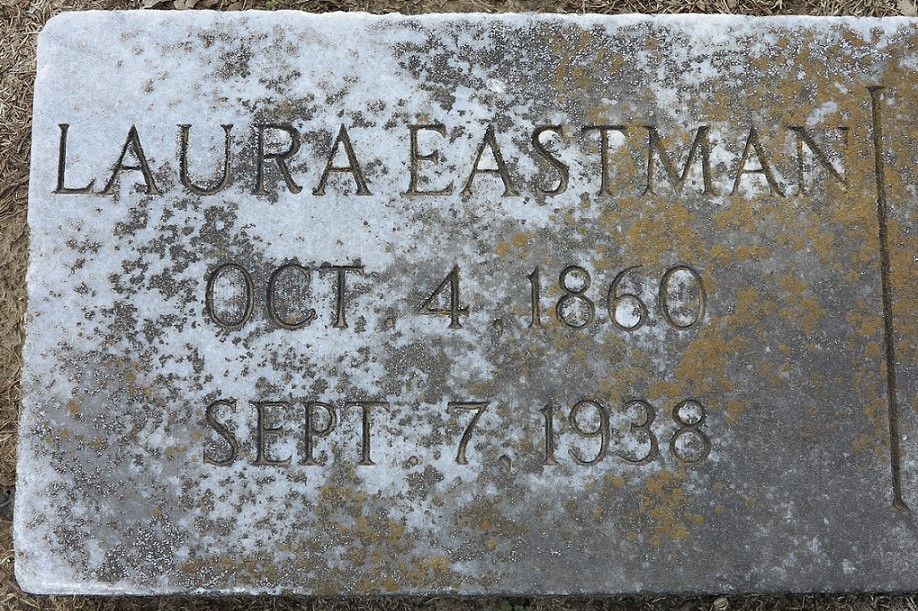 LAURA EASTMAN
OCT. 4, 1860
SEPT. 7, 1938